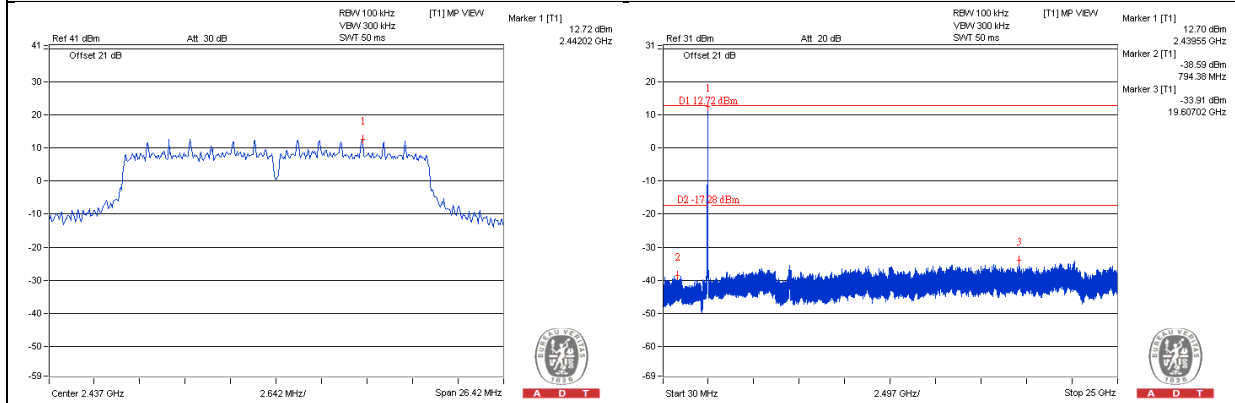 RBW 100 kHz [T1] MP VIEW
VBW 300 kHz
Ref 41 dBm Att 30 dB SWT 50 ms
Marker 1 [T1]
12.72 dBm
2.44202 GHz
Offset 21 dB
41
30
20
10
0
-10
-20
-30
-40
-50
-59
1
Center 2.437 GHz 2.642 MHz/ Span 26.42 MHz
BUREAU VERITAS
1828
A D T
RBW 100 kHz [T1] MP VIEW
VBW 300 kHz
Ref 31 dBm Att 20 dB SWT 50 ms
Marker 1 [T1]
12.70 dBm
2.43955 GHz
Marker 2 [T1]
-38.59 dBm
794.38 MHz
Marker 3 [T1]
-33.91 dBm
19.60702 GHz
Offset 21 dB
31
20
10
0
-10
-20
-30
-40
-50
-60
-69
1
D1 12.72 dBm
D2 -17.28 dBm
2
3
Start 30 MHz 2.497 GHz/ Stop 25 GHz
BUREAU VERITAS
1828
A D T